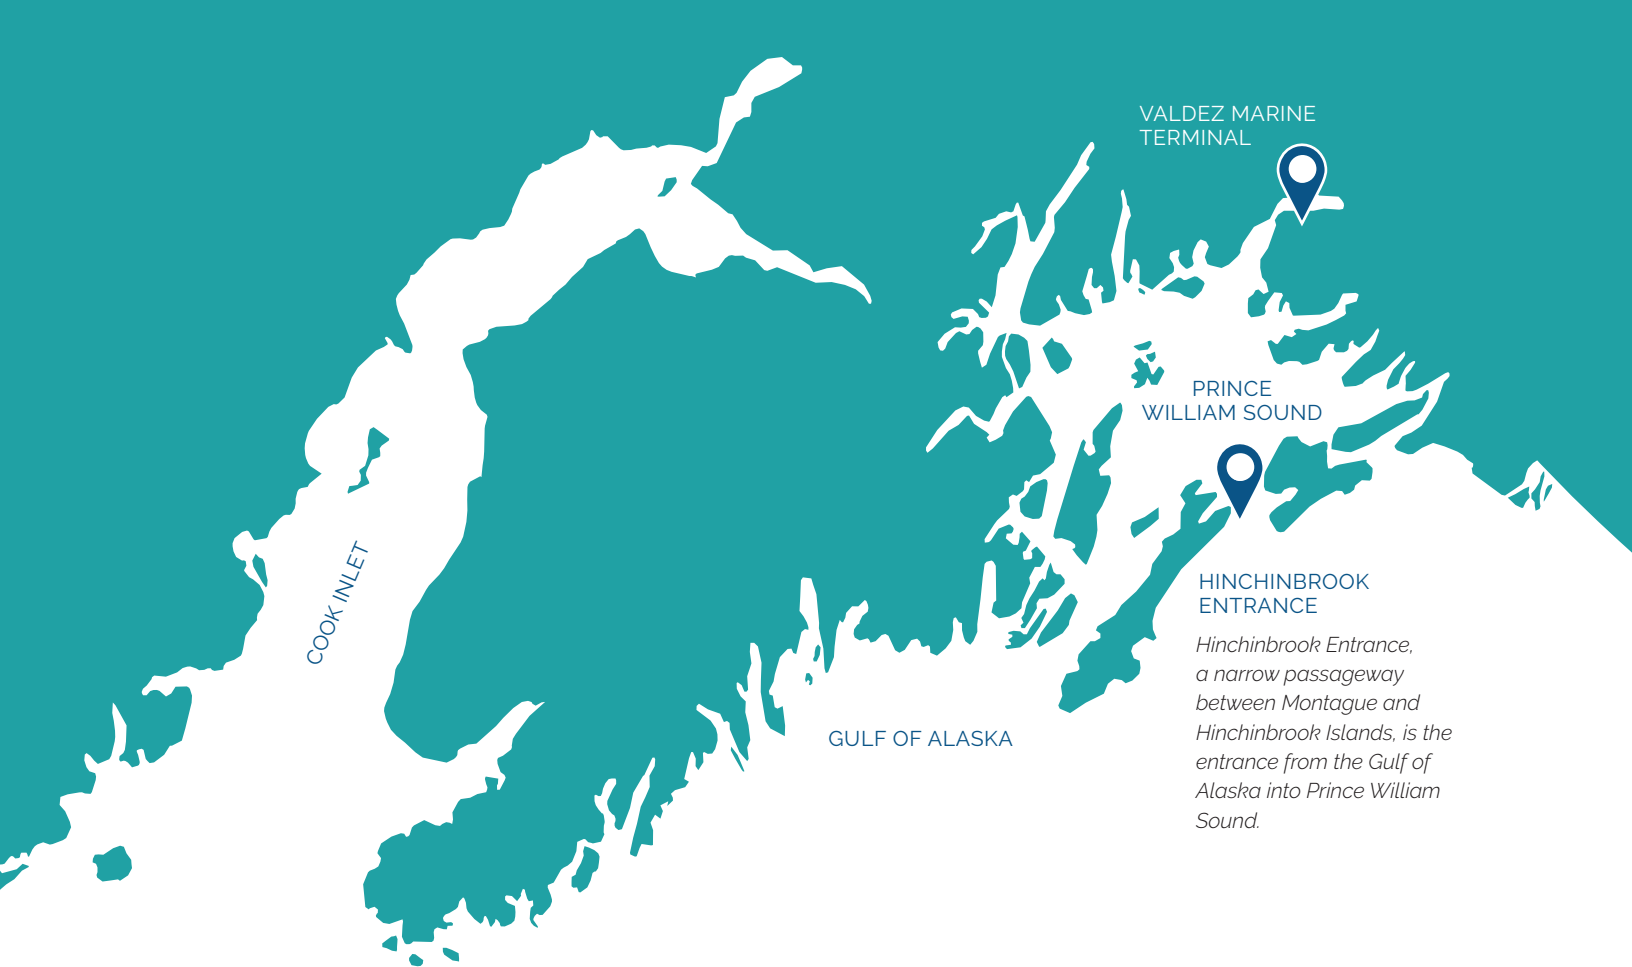 VALDEZ MARINE
TERMINAL
PRINCE
WILLIAM SOUND
HINCHINBROOK
ENTRANCE
Hinchinbrook Entrance,
a narrow passageway
between Montague and
Hinchinbrook Islands, is the
entrance from the Gulf of
Alaska into Prince William
Sound.
COOK INLET
GULF OF ALASKA